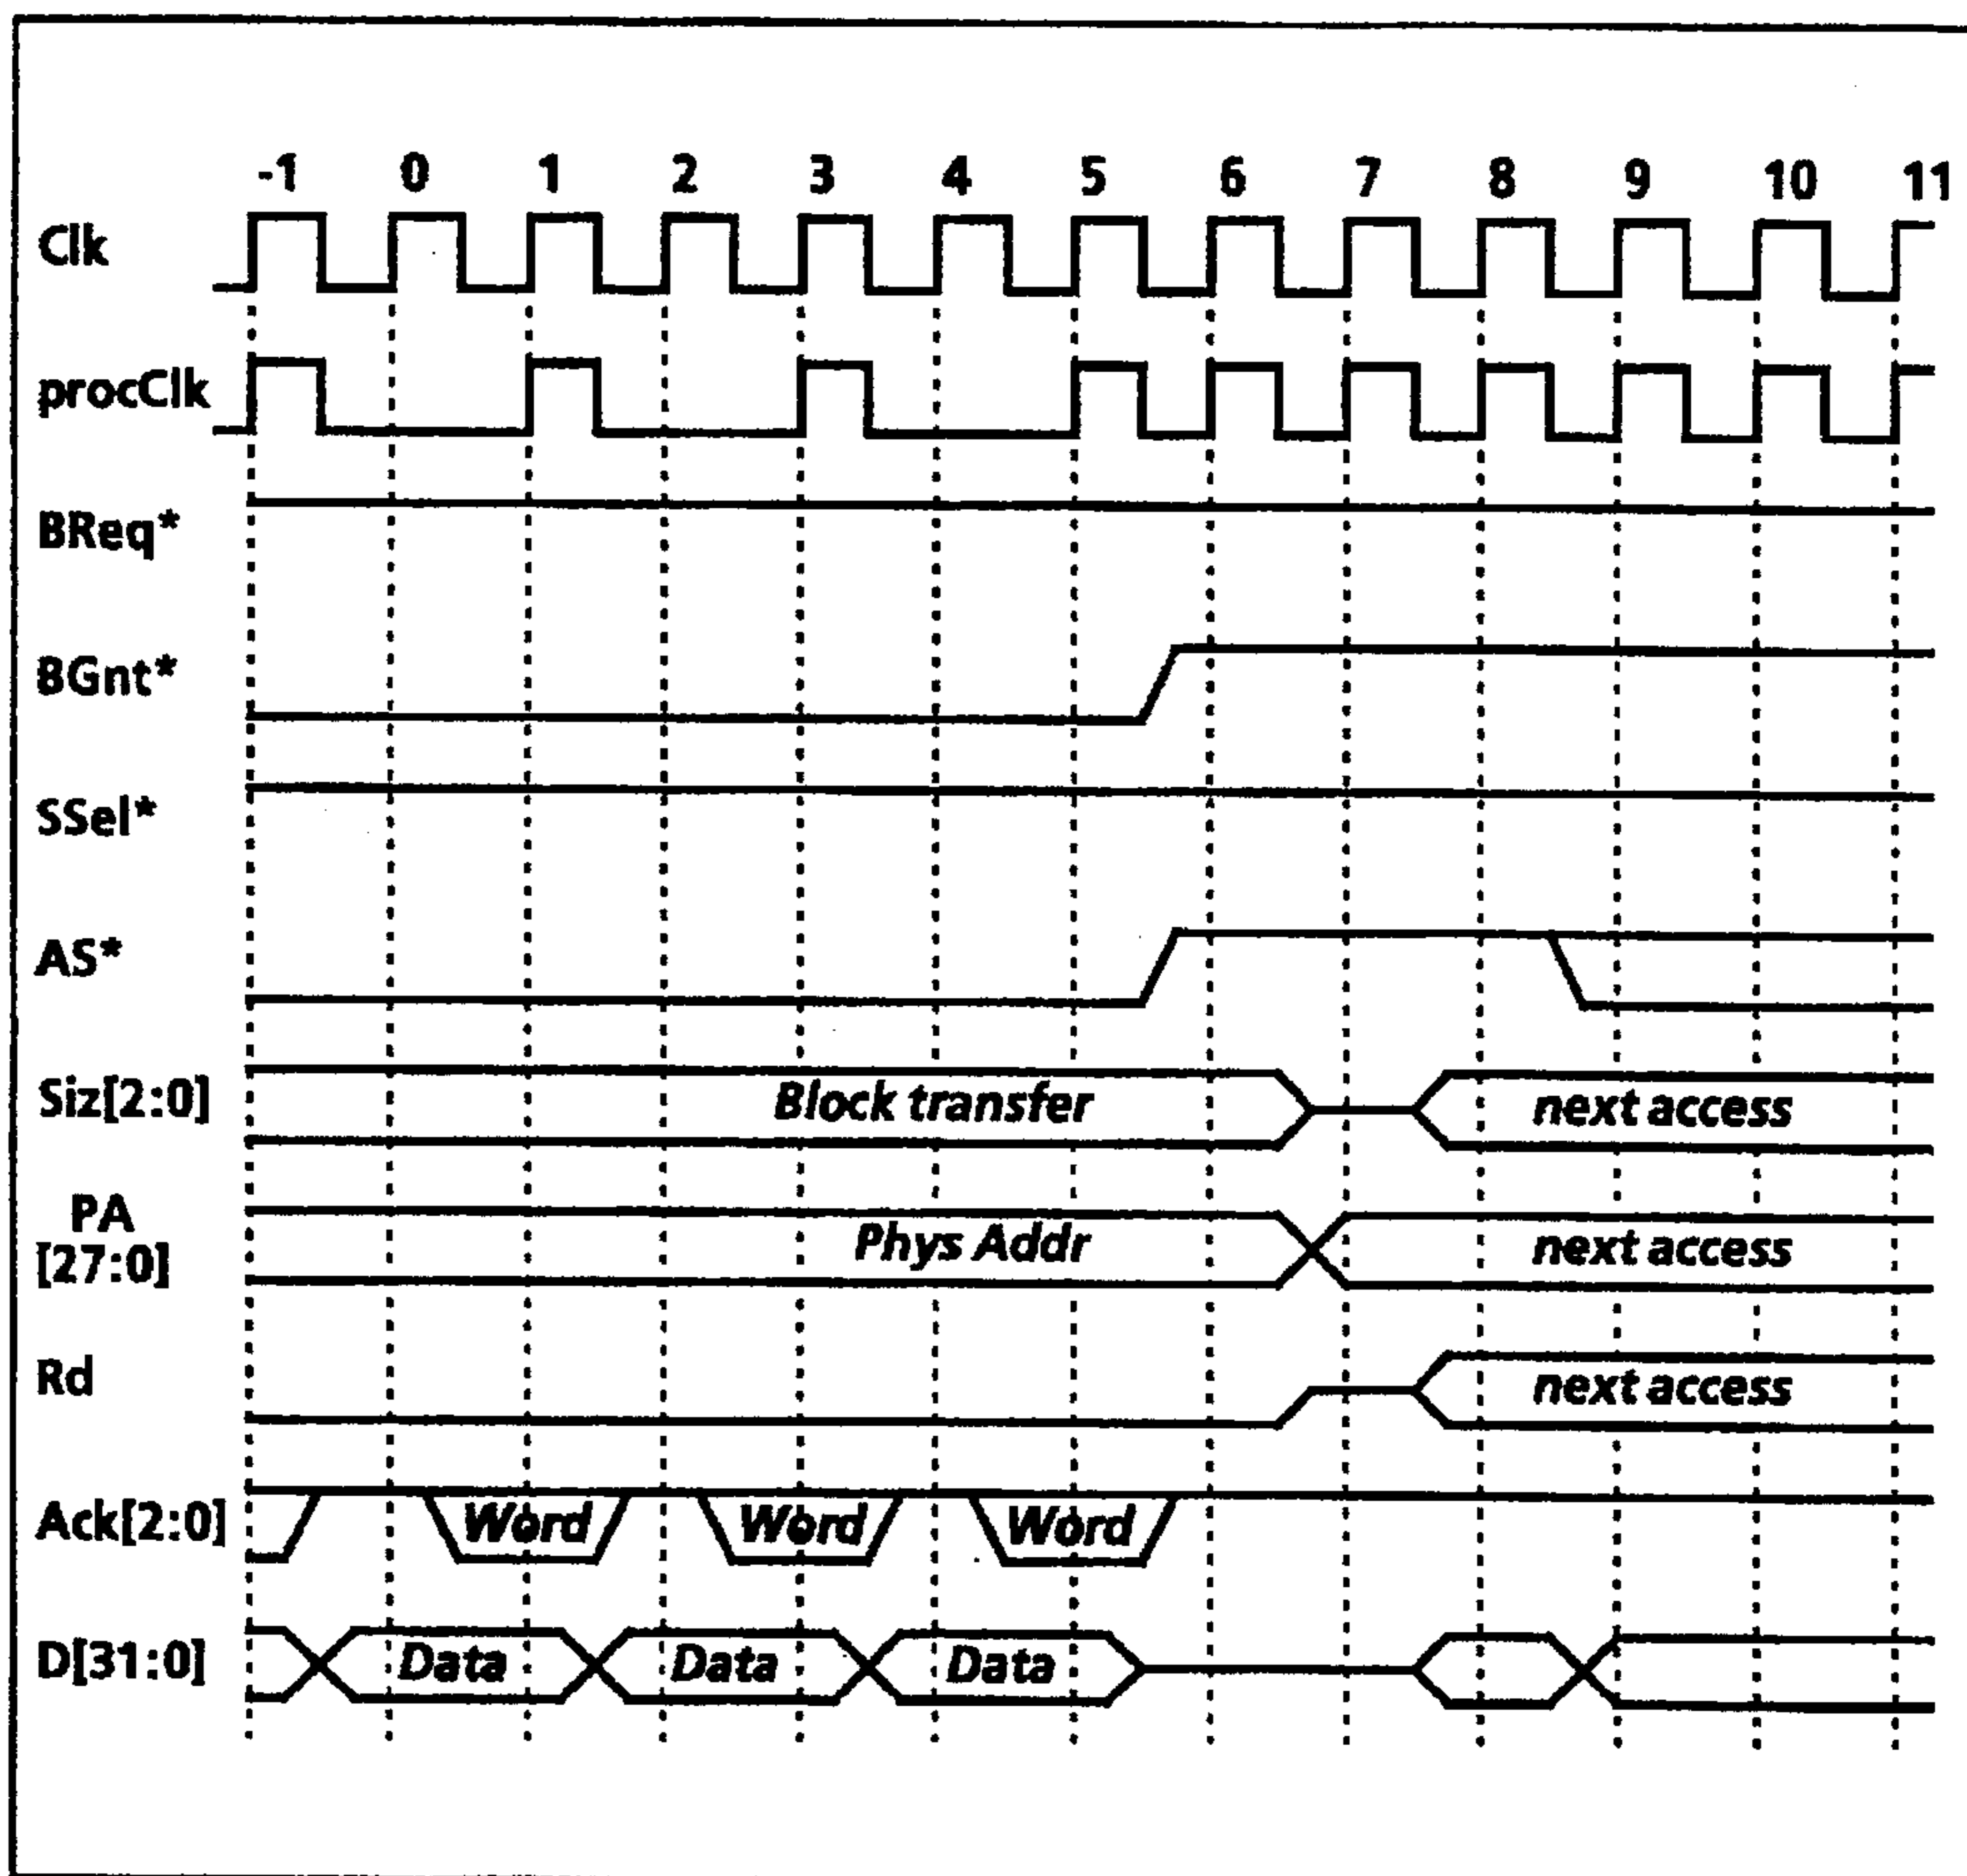 -1 0 1 2 3 4 5 6 7 8 9 10 11
Clk
procClk
BReq*
BGnt*
SSel*
AS*
Siz[2:0] Block transfer next access
PA
[27:0] Phys Addr next access
Rd next access
Ack[2:0] Word Word Word
D[31:0] Data Data Data